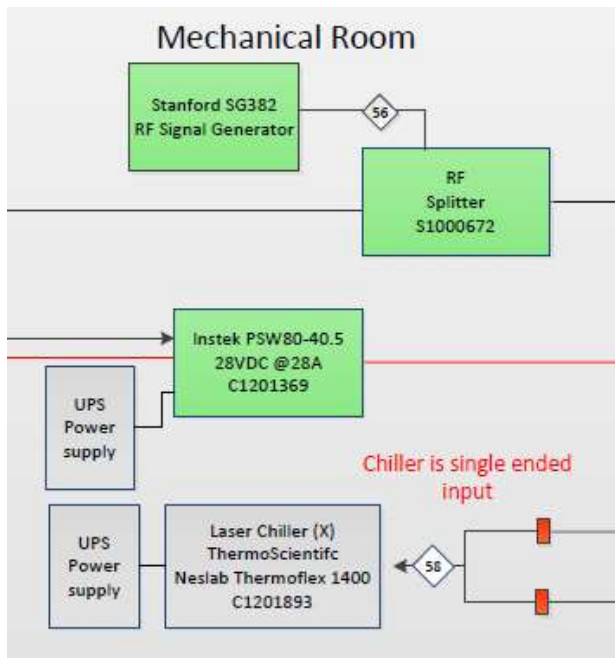 Mechanical Room
Stanford SG382
RF Signal Generator
56
RF
Splitter
S1000672
Instek PSW80-40.5
28VDC @28A
C1201369
UPS
Power
supply
Chiller is single ended
input
UPS
Power
supply
Laser Chiller (X)
ThermoScientifc
Neslab Thermoflex 1400
C1201893
58